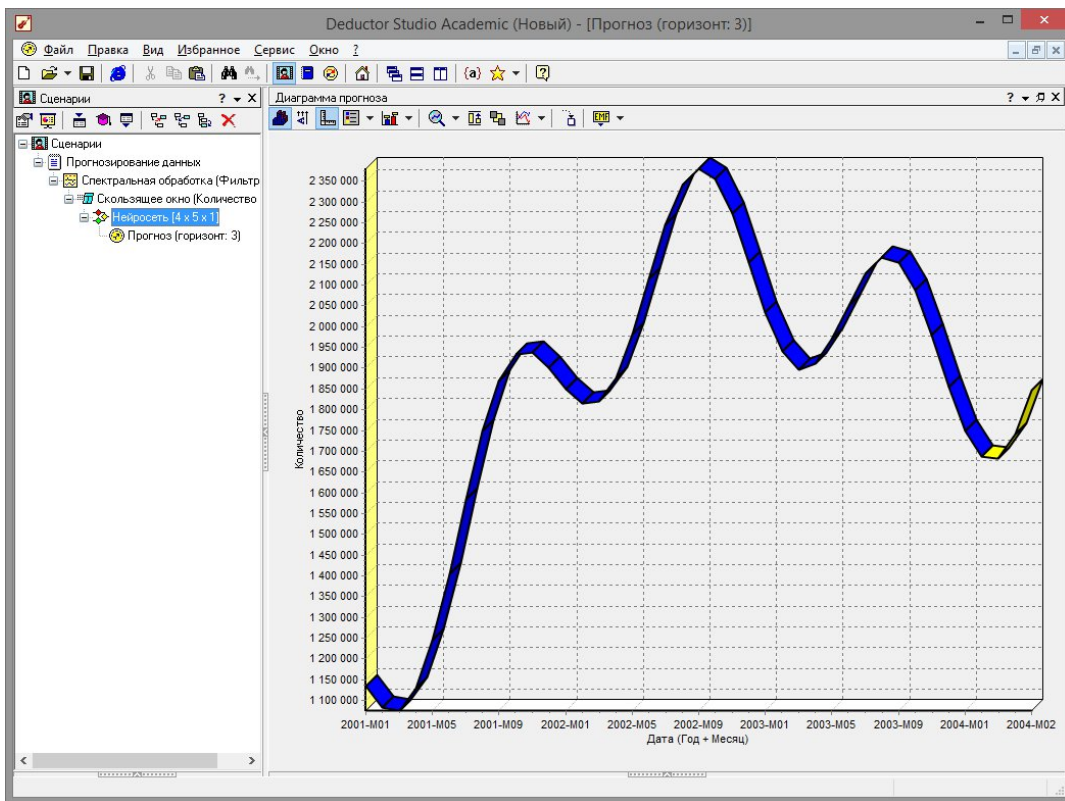 Deductor Studio Academic (Новый) - [Прогноз (горизонт: 3)]
Файл Правка Вид Избранное Сервис Окно ?
{a}
Сценарии ? X
Диаграмма прогноза ? X
EMF
Сценарии
Прогнозирование данных
Спектральная обработка (Фильтр
Скользящее окно (Количество
Нейросеть [4 x 5 x 1]
Прогноз (горизонт: 3)
Количество
2 350 000
2 300 000
2 250 000
2 200 000
2 150 000
2 100 000
2 050 000
2 000 000
1 950 000
1 900 000
1 850 000
1 800 000
1 750 000
1 700 000
1 650 000
1 600 000
1 550 000
1 500 000
1 450 000
1 400 000
1 350 000
1 300 000
1 250 000
1 200 000
1 150 000
1 100 000
2001-M01 2001-M05 2001-M09 2002-M01 2002-M05 2002-M09 2003-M01 2003-M05 2003-M09 2004-M01 2004-M02
Дата (Год + Месяц)